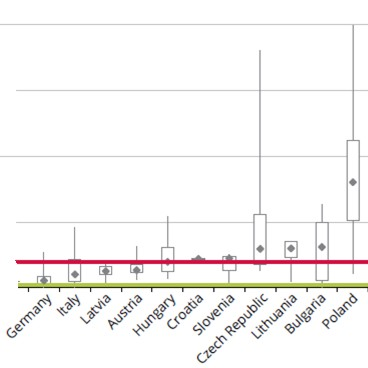 Germany
Italy
Latvia
Austria
Hungary
Croatia
Slovenia
Czech Republic
Lithuania
Bulgaria
Poland